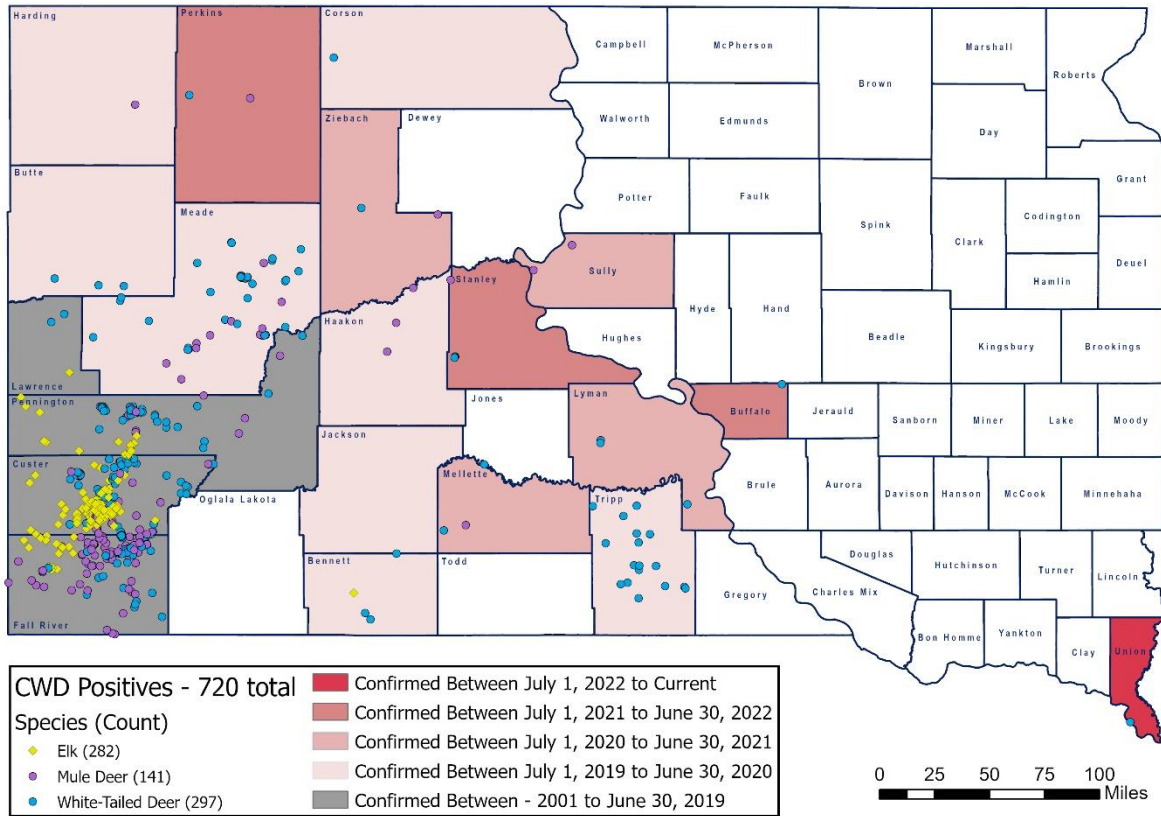 Harding
Perkins
Corson
Campbell
McPherson
Marshall
Roberts
Brown
Walworth
Edmunds
Day
Ziebach
Dewey
Grant
Butte
Meade
Potter
Faulk
Spink
Clark
Codington
Hamlin
Deuel
Stanley
Sully
Hyde
Hand
Haakon
Hughes
Beadle
Kingsbury
Brookings
Lawrence
Pennington
Jones
Lyman
Buffalo
Jerauld
Sanborn
Miner
Lake
Moody
Custer
Jackson
Oglala Lakota
Mellette
Tripp
Brule
Aurora
Davison
Hanson
McCook
Minnehaha
Bennett
Todd
Gregory
Douglas
Charles Mix
Hutchinson
Turner
Lincoln
Fall River
Bon Homme
Yankton
Clay
Union
CWD Positives - 720 total
Species (Count)
Elk (282)
Mule Deer (141)
White-Tailed Deer (297)
Confirmed Between July 1, 2022 to Current
Confirmed Between July 1, 2021 to June 30, 2022
Confirmed Between July 1, 2020 to June 30, 2021
Confirmed Between July 1, 2019 to June 30, 2020
Confirmed Between - 2001 to June 30, 2019
0 25 50 75 100
Miles